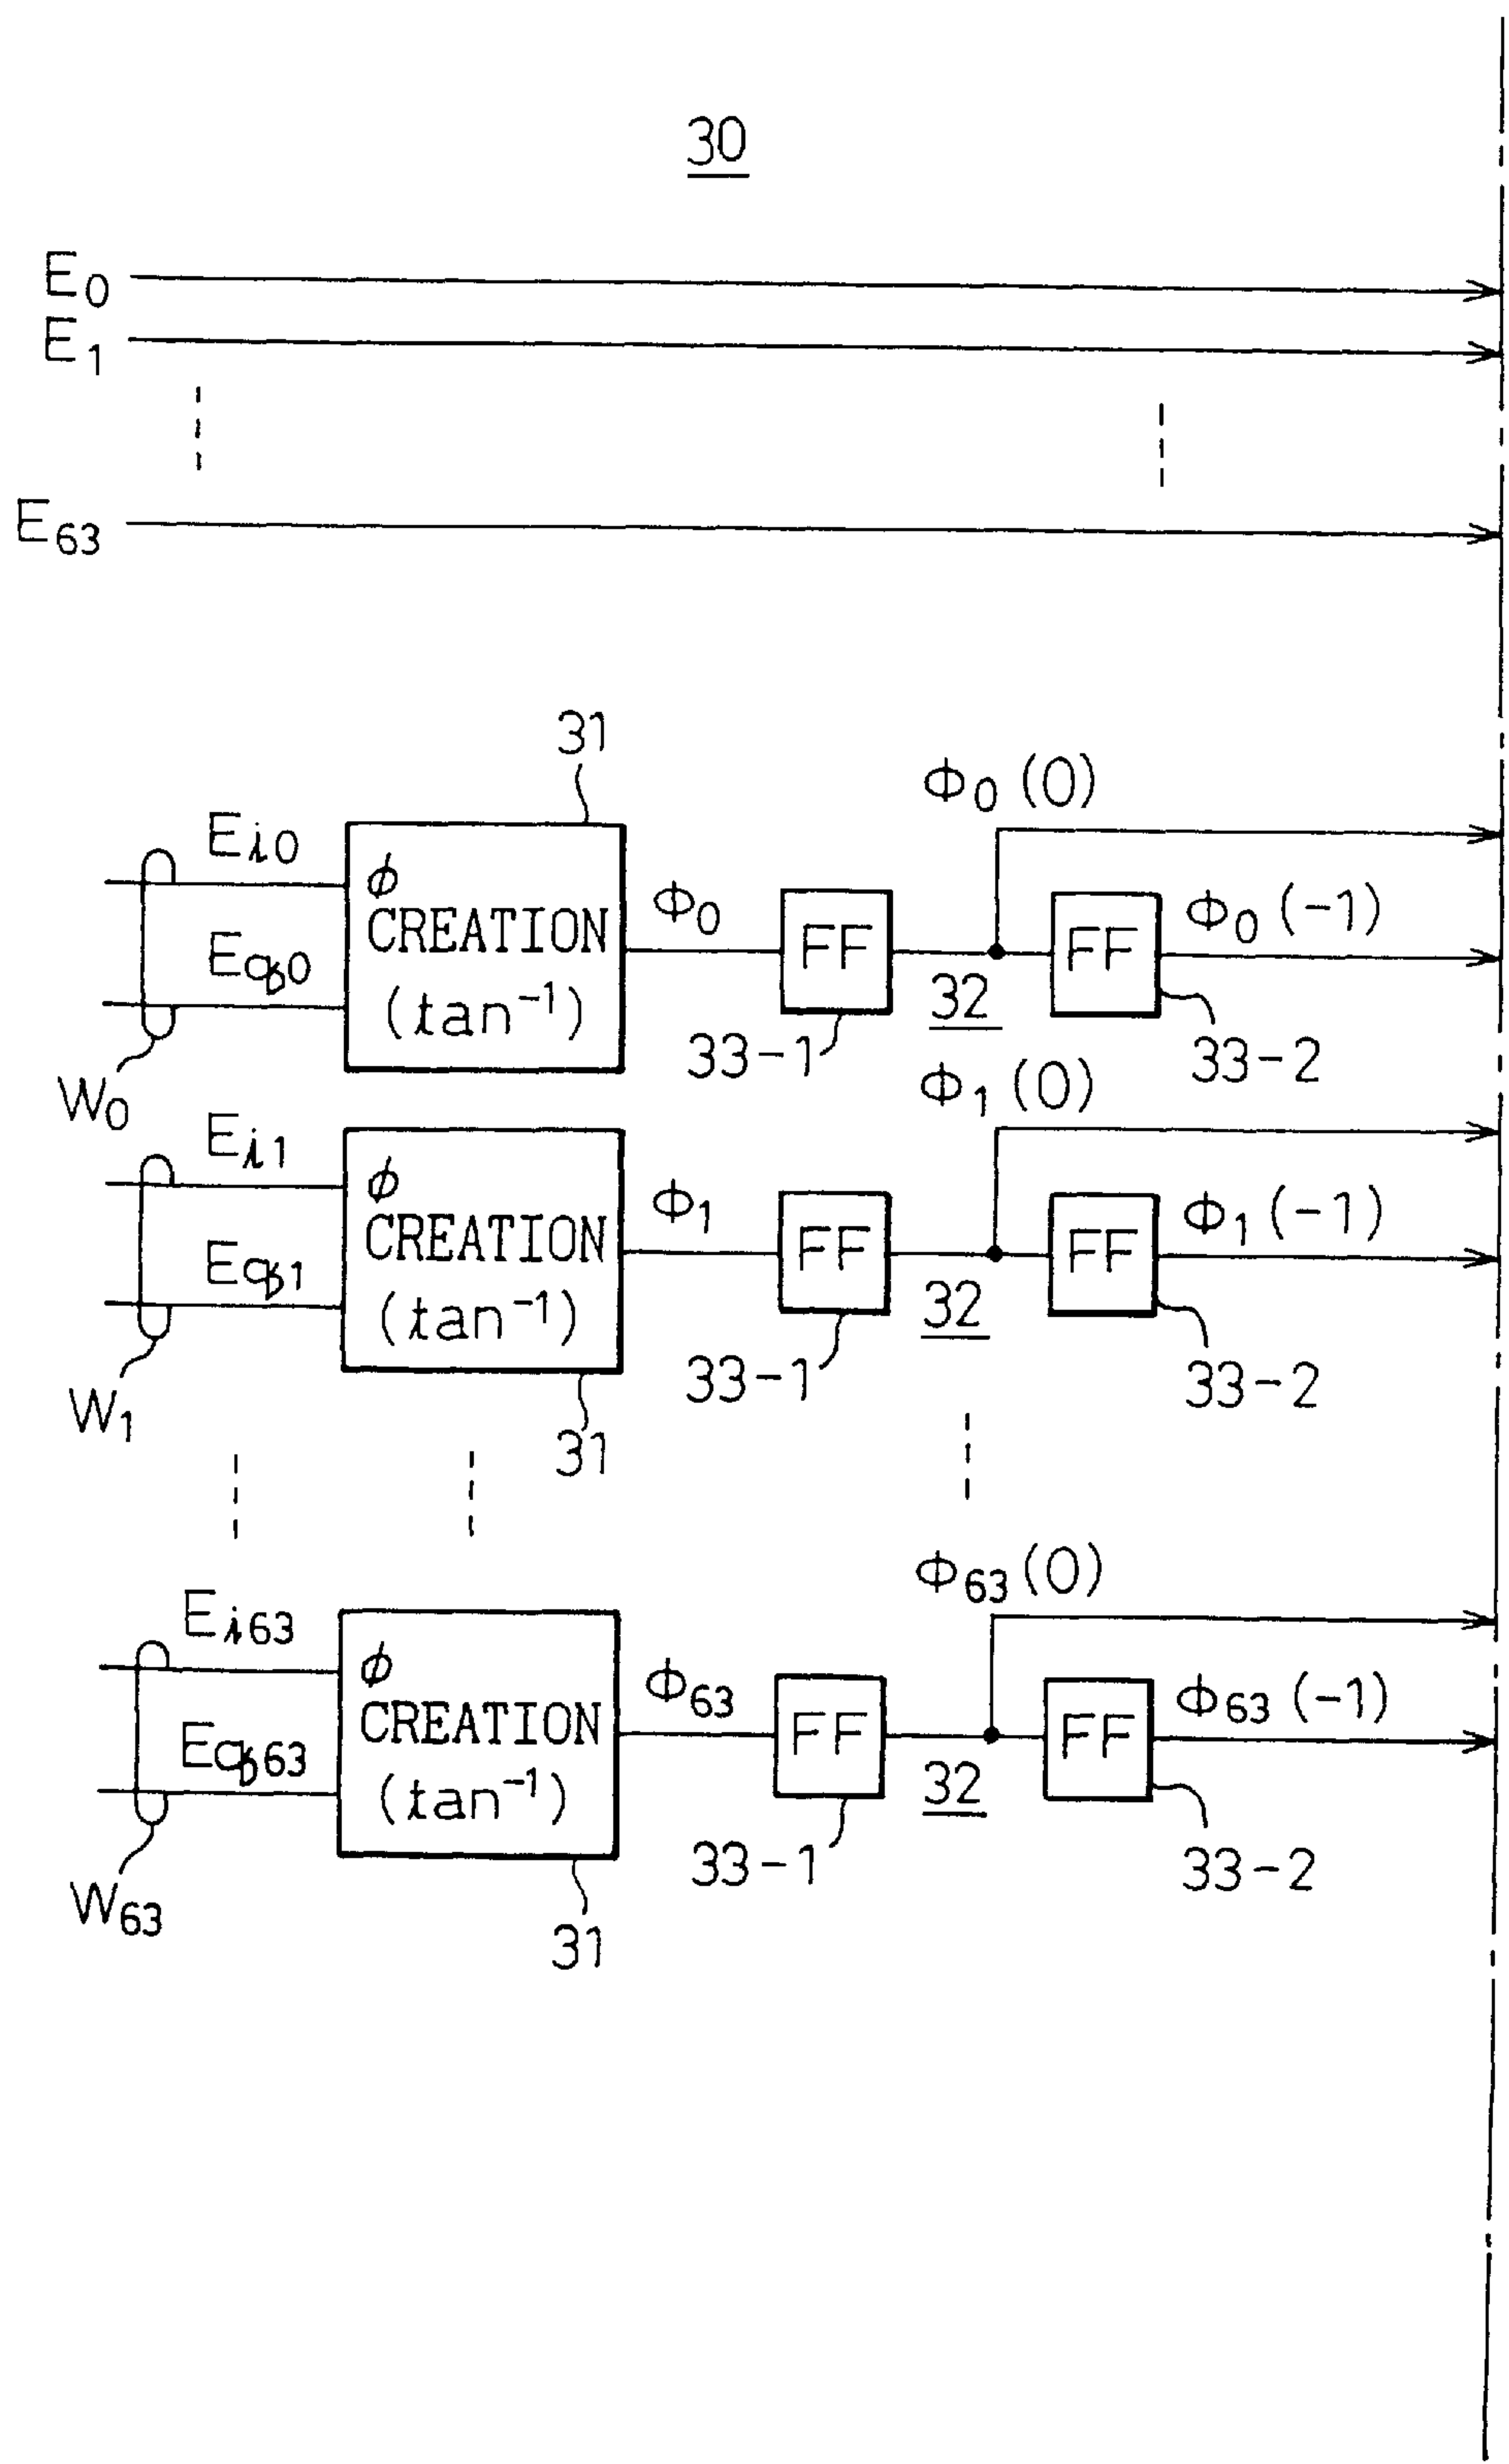 30
E₀
E₁
E₆₃
31
Φ₀ (0)
Ei0
ϕ
CREATION
(tan⁻¹)
Φ₀
FF
FF
Φ₀ (-1)
Eq0
32
33-1
33-2
W₀
Φ₁ (0)
Ei1
ϕ
CREATION
(tan⁻¹)
Φ₁
FF
FF
Φ₁ (-1)
Eq1
32
33-1
33-2
W₁
31
Φ₆₃ (0)
Ei63
ϕ
CREATION
(tan⁻¹)
Φ₆₃
FF
FF
Φ₆₃ (-1)
Eq63
32
33-1
33-2
W₆₃
31